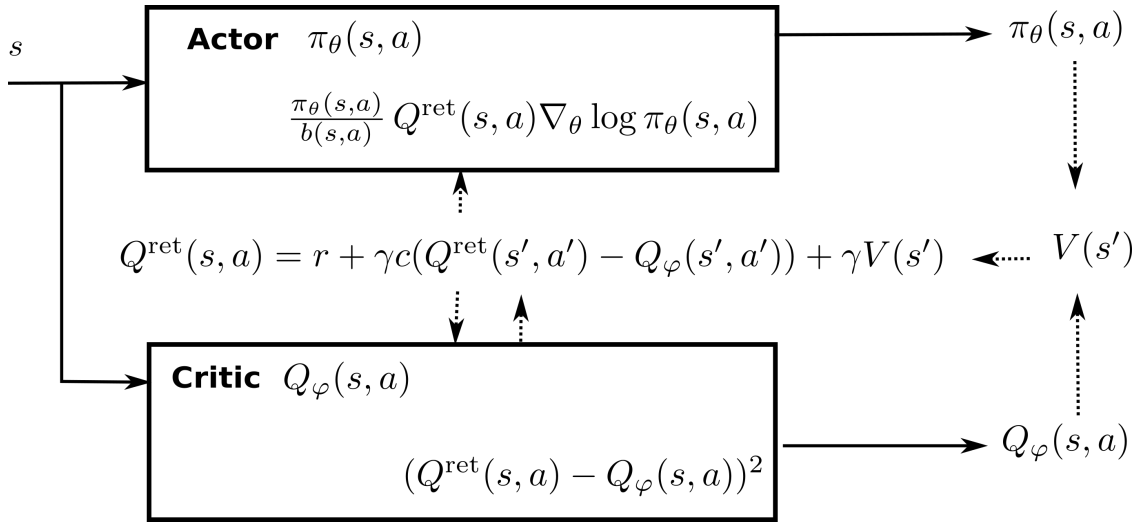 s
Actor π_θ(s, a)
π_θ(s, a)
π_θ(s,a)/b(s,a) Q^ret(s, a)∇_θ log π_θ(s, a)
Q^ret(s, a) = r + γc(Q^ret(s′, a′) − Q_φ(s′, a′)) + γV(s′)
V(s′)
Critic Q_φ(s, a)
Q_φ(s, a)
(Q^ret(s, a) − Q_φ(s, a))²